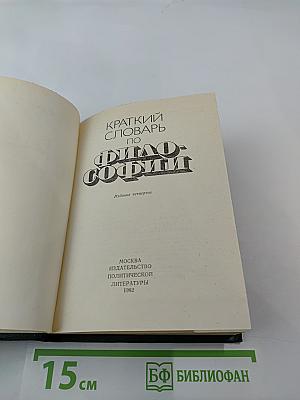 КРАТКИЙ
СЛОВАРЬ
ПО
ФИЛО-
СОФИИ
Издание четвертое
МОСКВА
ИЗДАТЕЛЬСТВО
ПОЛИТИЧЕСКОЙ
ЛИТЕРАТУРЫ
1982
15 см
БФ БИБЛИОФАН